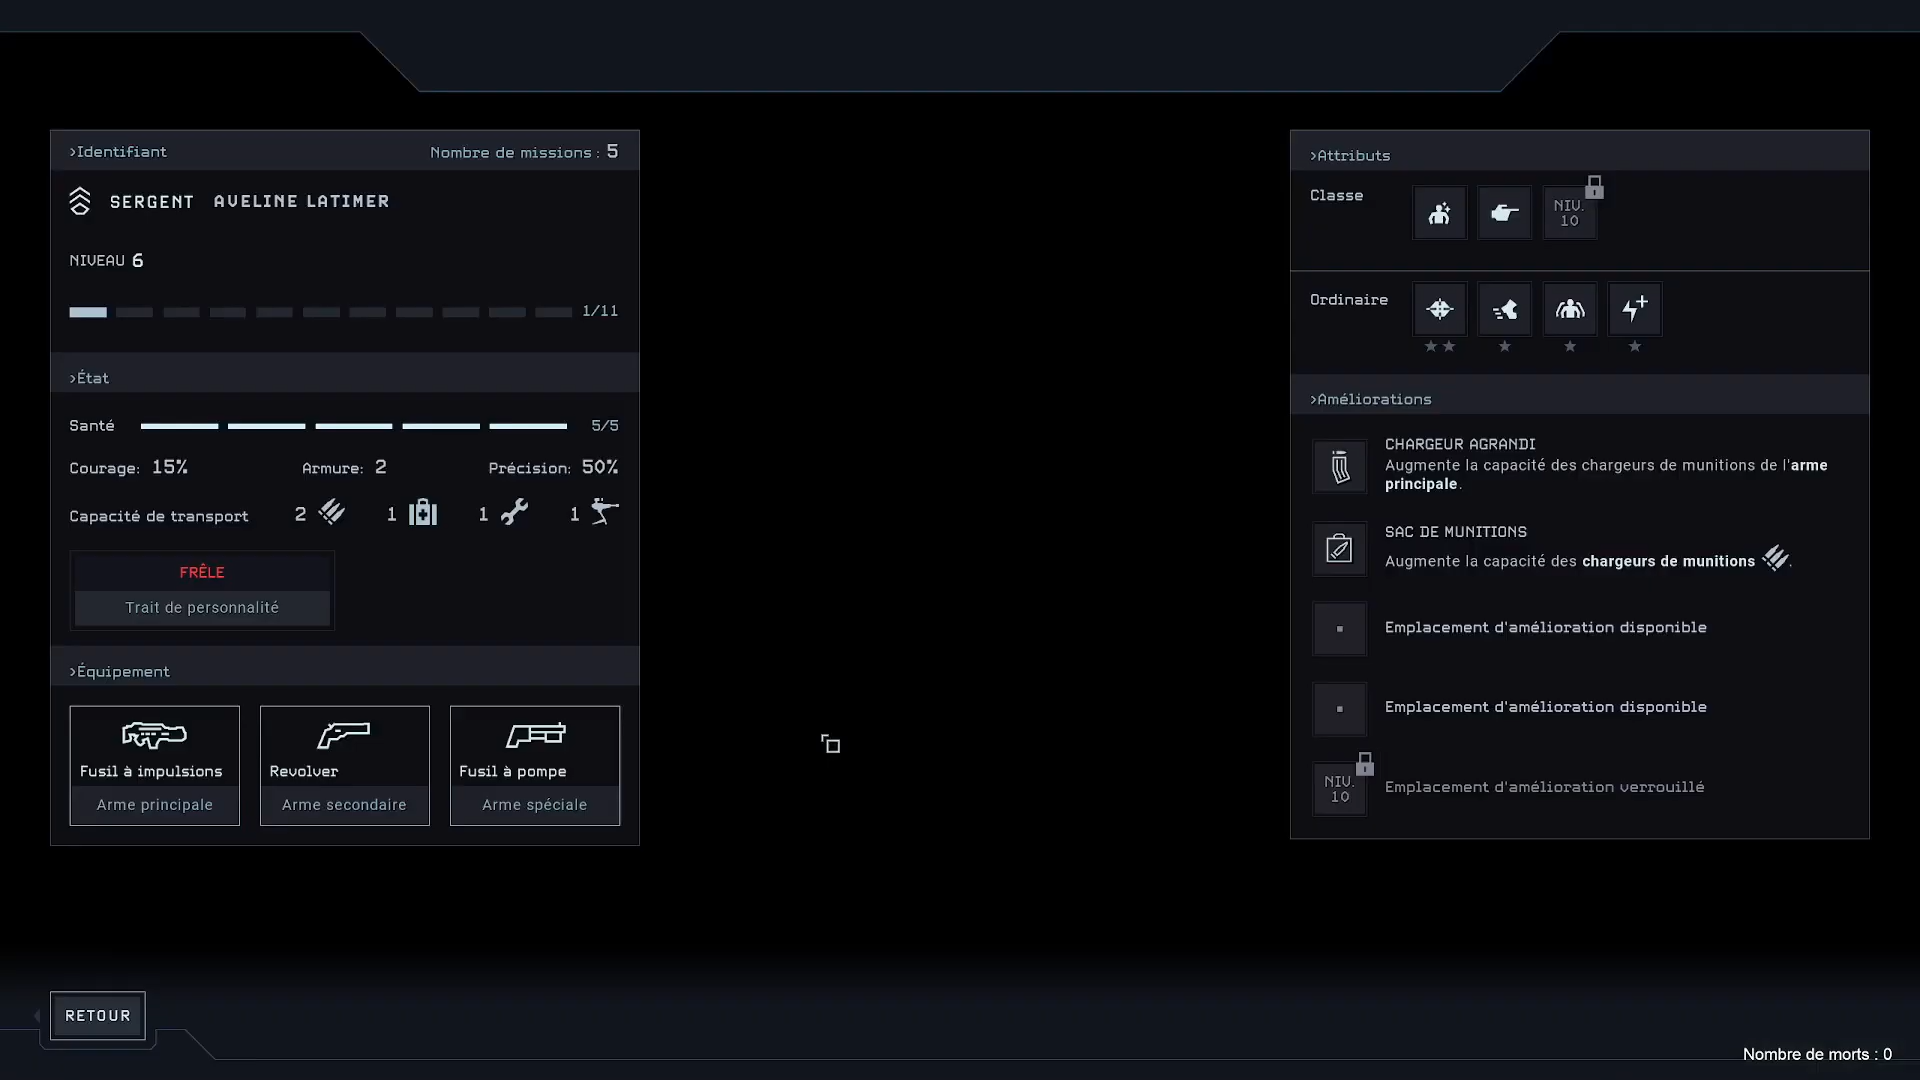 >Identifiant
Nombre de missions : 5
SERGENT AVELINE LATIMER
NIVEAU 6
1/11
>État
Santé 5/5
Courage: 15% Armure: 2 Précision: 50%
Capacité de transport 2 1 1 1
FRÊLE
Trait de personnalité
>Équipement
Fusil à impulsions
Arme principale
Revolver
Arme secondaire
Fusil à pompe
Arme spéciale
>Attributs
Classe
NIV.
10
Ordinaire
>Améliorations
CHARGEUR AGRANDI
Augmente la capacité des chargeurs de munitions de l'arme
principale.
SAC DE MUNITIONS
Augmente la capacité des chargeurs de munitions .
Emplacement d'amélioration disponible
Emplacement d'amélioration disponible
NIV.
10
Emplacement d'amélioration verrouillé
RETOUR
Nombre de morts : 0